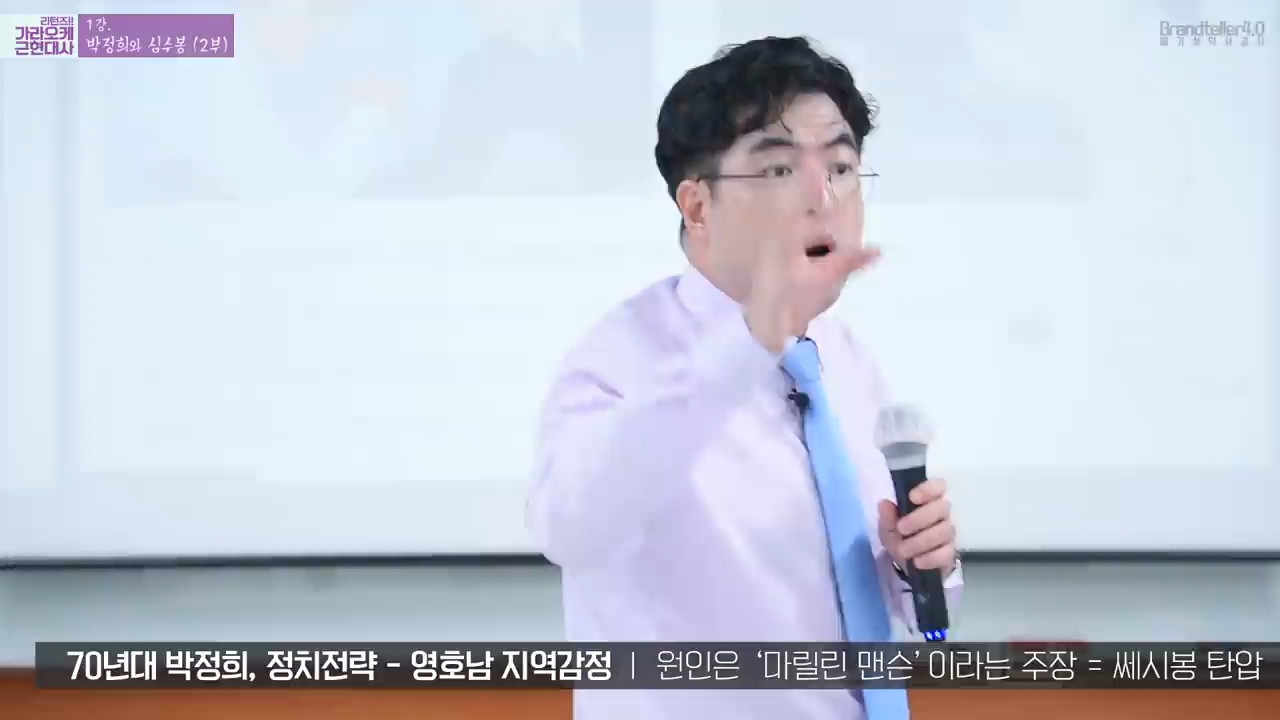 리턴즈!!
가라오케
근현대사
1강.
박정희와 심수봉 (2부)
Brandteller4.0
70년대 박정희, 정치전략 - 영호남 지역감정 | 원인은 ‘마릴린 맨슨’ 이라는 주장 = 쎄시봉 탄압